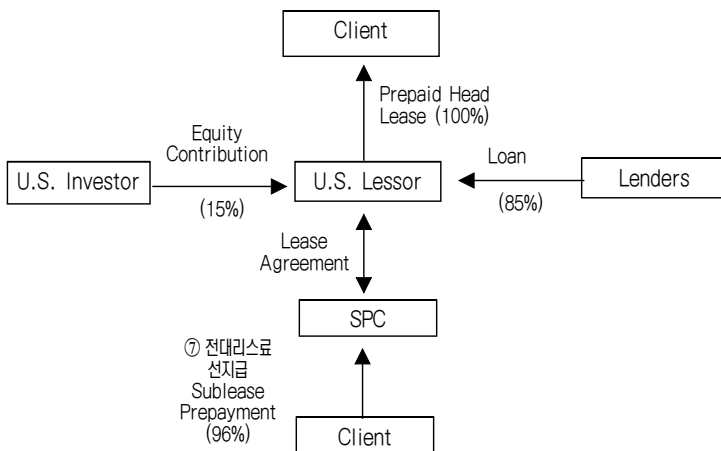 Client
Prepaid Head
Lease (100%)
Equity
Contribution
Loan
U.S. Investor
U.S. Lessor
Lenders
(15%)
(85%)
Lease
Agreement
SPC
⑦ 전대리스료
선지급
Sublease
Prepayment
(96%)
Client